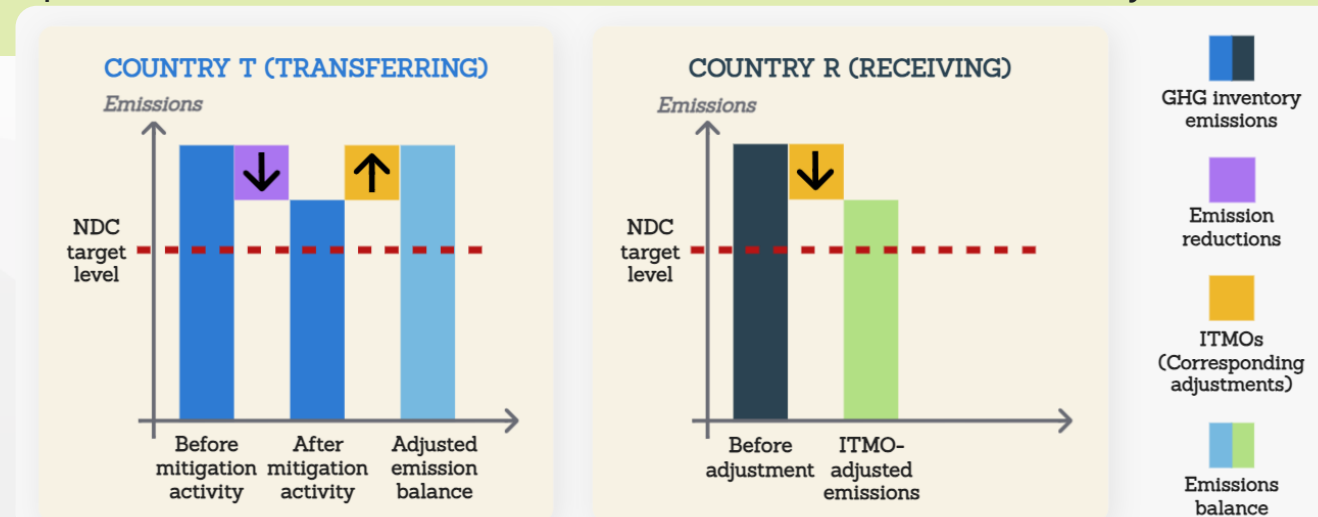 COUNTRY T (TRANSFERRING)
Emissions
NDC
target
level
Before
mitigation
activity
After
mitigation
activity
Adjusted
emission
balance
COUNTRY R (RECEIVING)
Emissions
NDC
target
level
Before
adjustment
ITMO-
adjusted
emissions
GHG inventory
emissions
Emission
reductions
ITMOs
(Corresponding
adjustments)
Emissions
balance